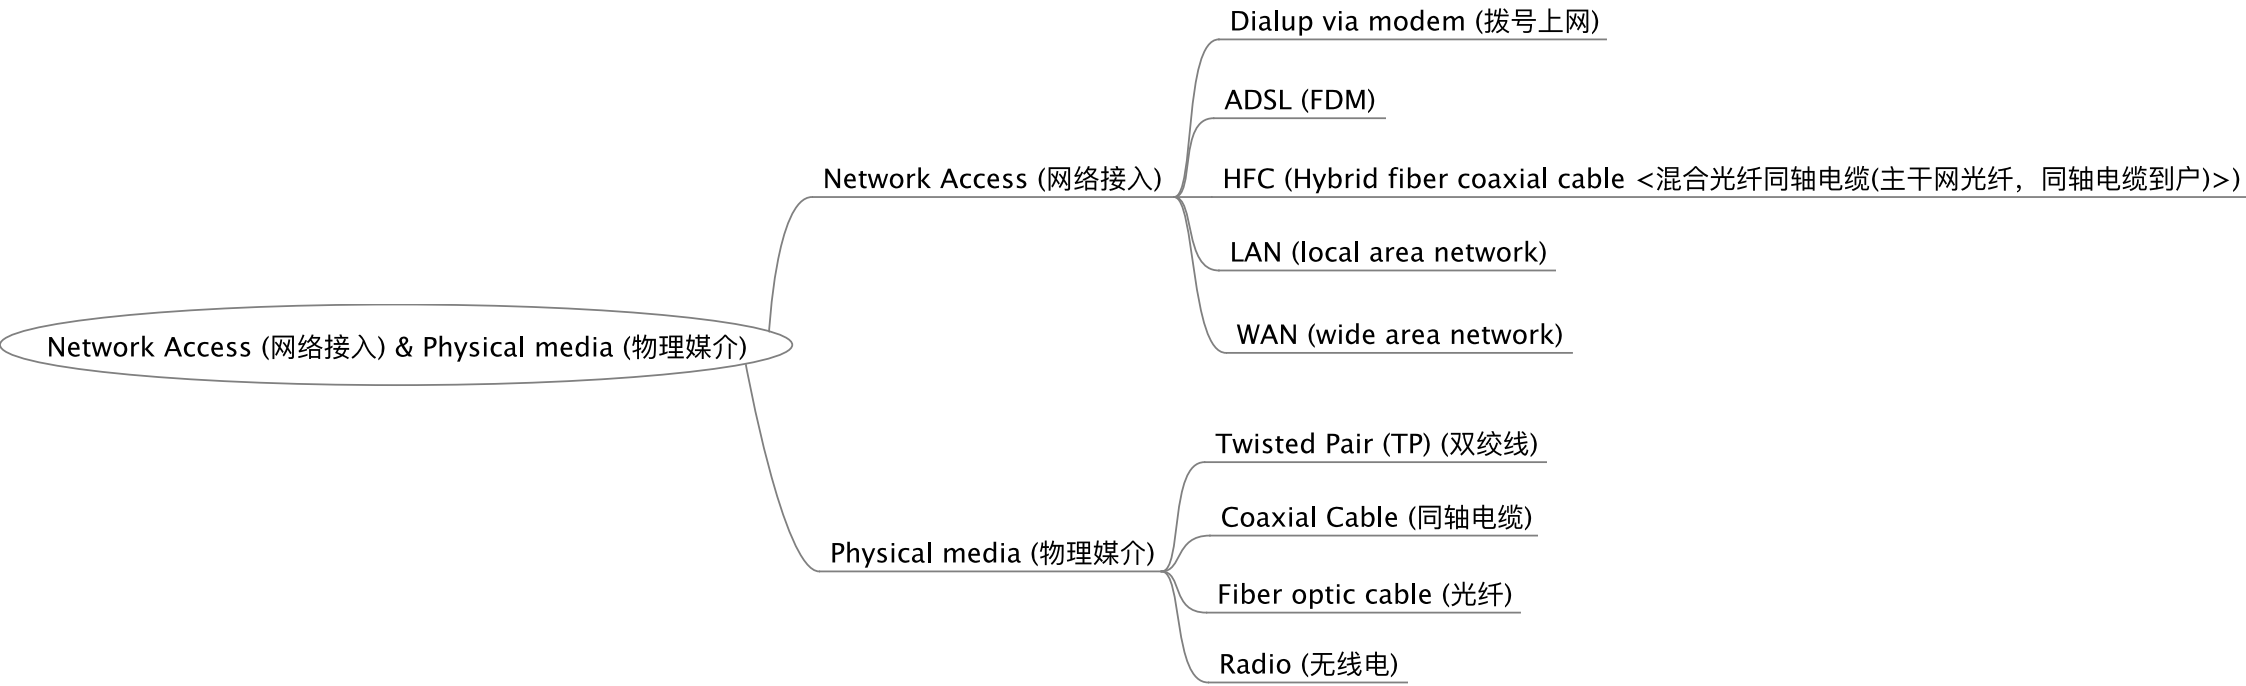 Dialup via modem (拨号上网)
ADSL (FDM)
Network Access (网络接入)
HFC (Hybrid fiber coaxial cable <混合光纤同轴电缆(主干网光纤，同轴电缆到户)>)
LAN (local area network)
WAN (wide area network)
Network Access (网络接入) & Physical media (物理媒介)
Twisted Pair (TP) (双绞线)
Coaxial Cable (同轴电缆)
Physical media (物理媒介)
Fiber optic cable (光纤)
Radio (无线电)